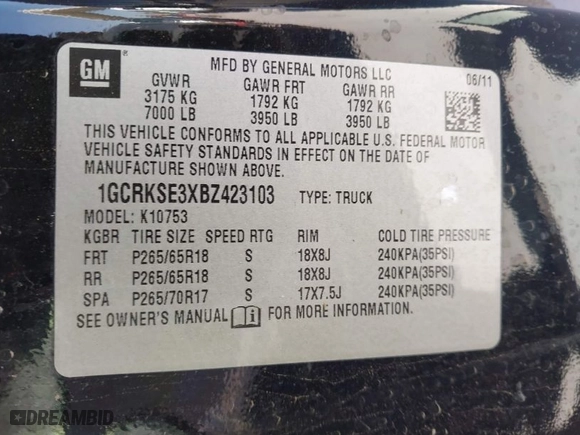 GM
MFD BY GENERAL MOTORS LLC
06/11
GVWR GAWR FRT GAWR RR
3175 KG 1792 KG 1792 KG
7000 LB 3950 LB 3950 LB
THIS VEHICLE CONFORMS TO ALL APPLICABLE U.S. FEDERAL MOTOR
VEHICLE SAFETY STANDARDS IN EFFECT ON THE DATE OF
MANUFACTURE SHOWN ABOVE.
1GCRKSE3XBZ423103 TYPE: TRUCK
MODEL: K10753
KGBR TIRE SIZE SPEED RTG RIM COLD TIRE PRESSURE
FRT P265/65R18 S 18X8J 240KPA(35PSI)
RR P265/65R18 S 18X8J 240KPA(35PSI)
SPA P265/70R17 S 17X7.5J 240KPA(35PSI)
SEE OWNER'S MANUAL i FOR MORE INFORMATION.
DREAMBID